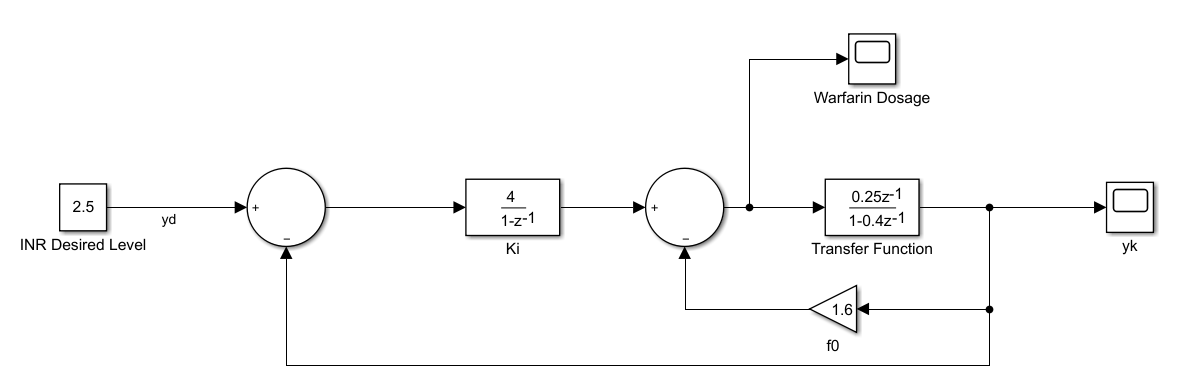 Warfarin Dosage
2.5
INR Desired Level
yd
+
−
4
1-z-1
Ki
+
−
0.25z-1
1-0.4z-1
Transfer Function
yk
1.6
f0